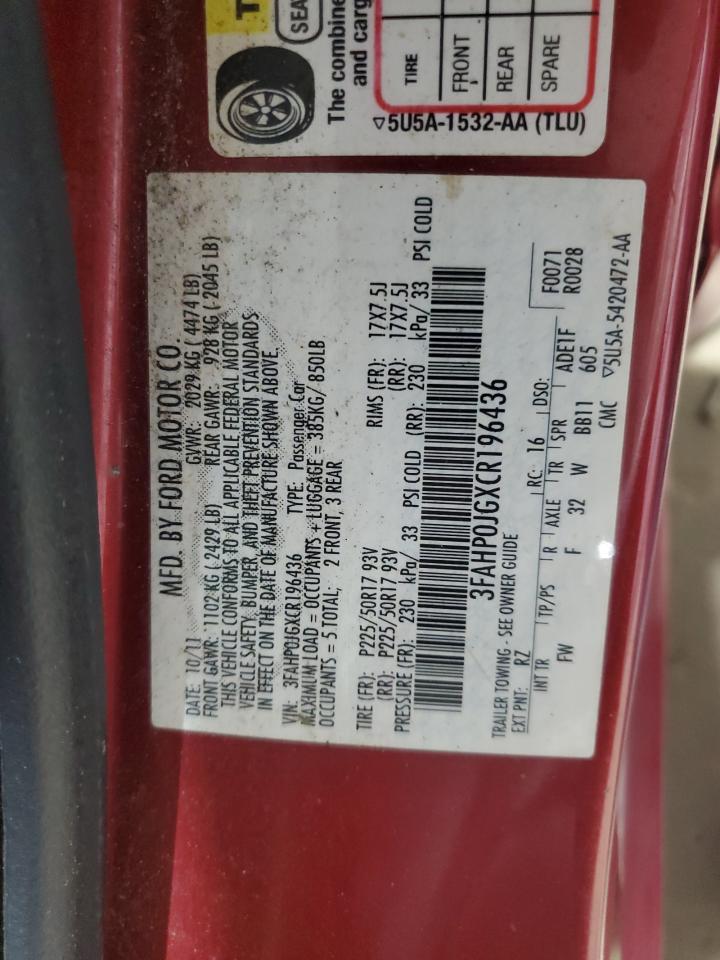 T
SEA
The combine
and carg
TIRE
FRONT
REAR
SPARE
▽5U5A-1532-AA (TLU)
MFD. BY FORD MOTOR CO.
DATE: 10/11 GVWR: 2029 KG ( 4474 LB)
FRONT GAWR: 1102 KG ( 2429 LB) REAR GAWR: 928 KG ( 2045 LB)
THIS VEHICLE CONFORMS TO ALL APPLICABLE FEDERAL MOTOR
VEHICLE SAFETY, BUMPER, AND THEFT PREVENTION STANDARDS
IN EFFECT ON THE DATE OF MANUFACTURE SHOWN ABOVE.
VIN: 3FAHP0JGXCR196436 TYPE: Passenger Car
MAXIMUM LOAD = OCCUPANTS + LUGGAGE = 385KG/ 850LB
OCCUPANTS = 5 TOTAL; 2 FRONT, 3 REAR
TIRE (FR): P225/50R17 93V RIMS (FR): 17X7.5J
(RR): P225/50R17 93V (RR): 17X7.5J
PRESSURE (FR): 230 kPa/ 33 PSI COLD (RR): 230 kPa/ 33 PSI COLD
3FAHP0JGXCR196436
TRAILER TOWING - SEE OWNER GUIDE
EXT PNT: RZ RC: 16 DSO: F0071
R0028
INT TR TP/PS R AXLE TR SPR
FW F 32 W BB11 ADE1F
605
CMC ▽5U5A-5420472-AA